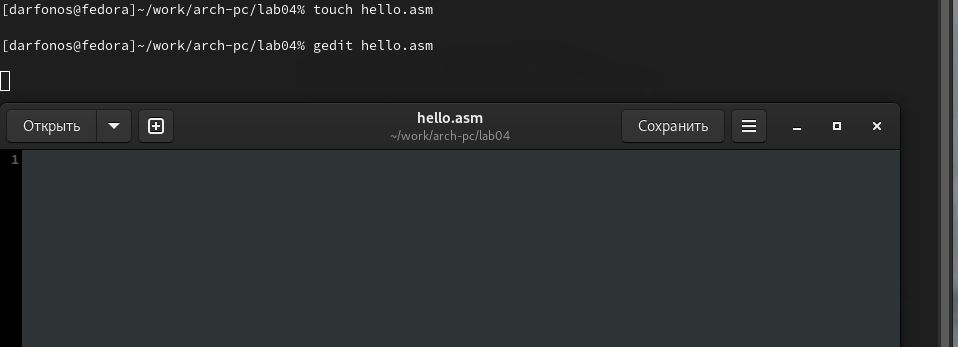 [darfonos@fedora]~/work/arch-pc/lab04% touch hello.asm
[darfonos@fedora]~/work/arch-pc/lab04% gedit hello.asm
Открыть
hello.asm
~/work/arch-pc/lab04
Сохранить
1